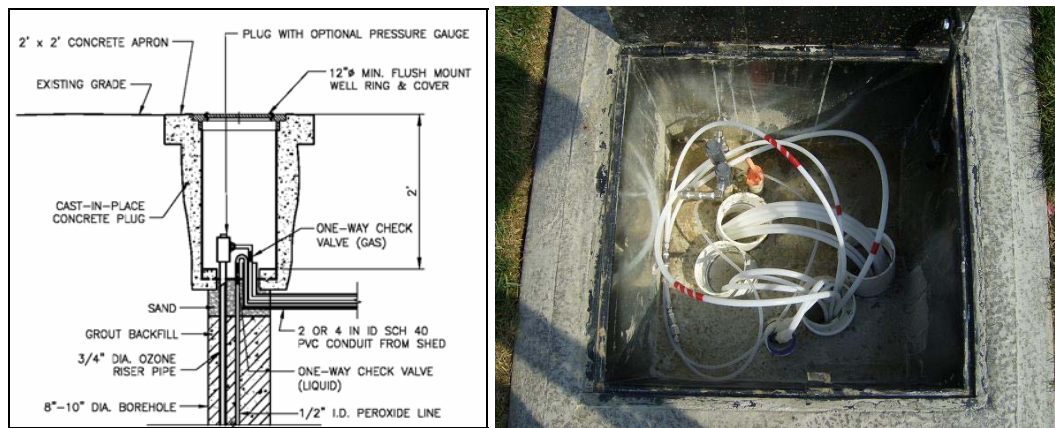 2' x 2' CONCRETE APRON
EXISTING GRADE
CAST-IN-PLACE
CONCRETE PLUG
SAND
GROUT BACKFILL
3/4" DIA. OZONE
RISER PIPE
8"-10" DIA. BOREHOLE
PLUG WITH OPTIONAL PRESSURE GAUGE
12"ø MIN. FLUSH MOUNT
WELL RING & COVER
2'
ONE-WAY CHECK
VALVE (GAS)
2 OR 4 IN ID SCH 40
PVC CONDUIT FROM SHED
ONE-WAY CHECK VALVE
(LIQUID)
1/2" I.D. PEROXIDE LINE